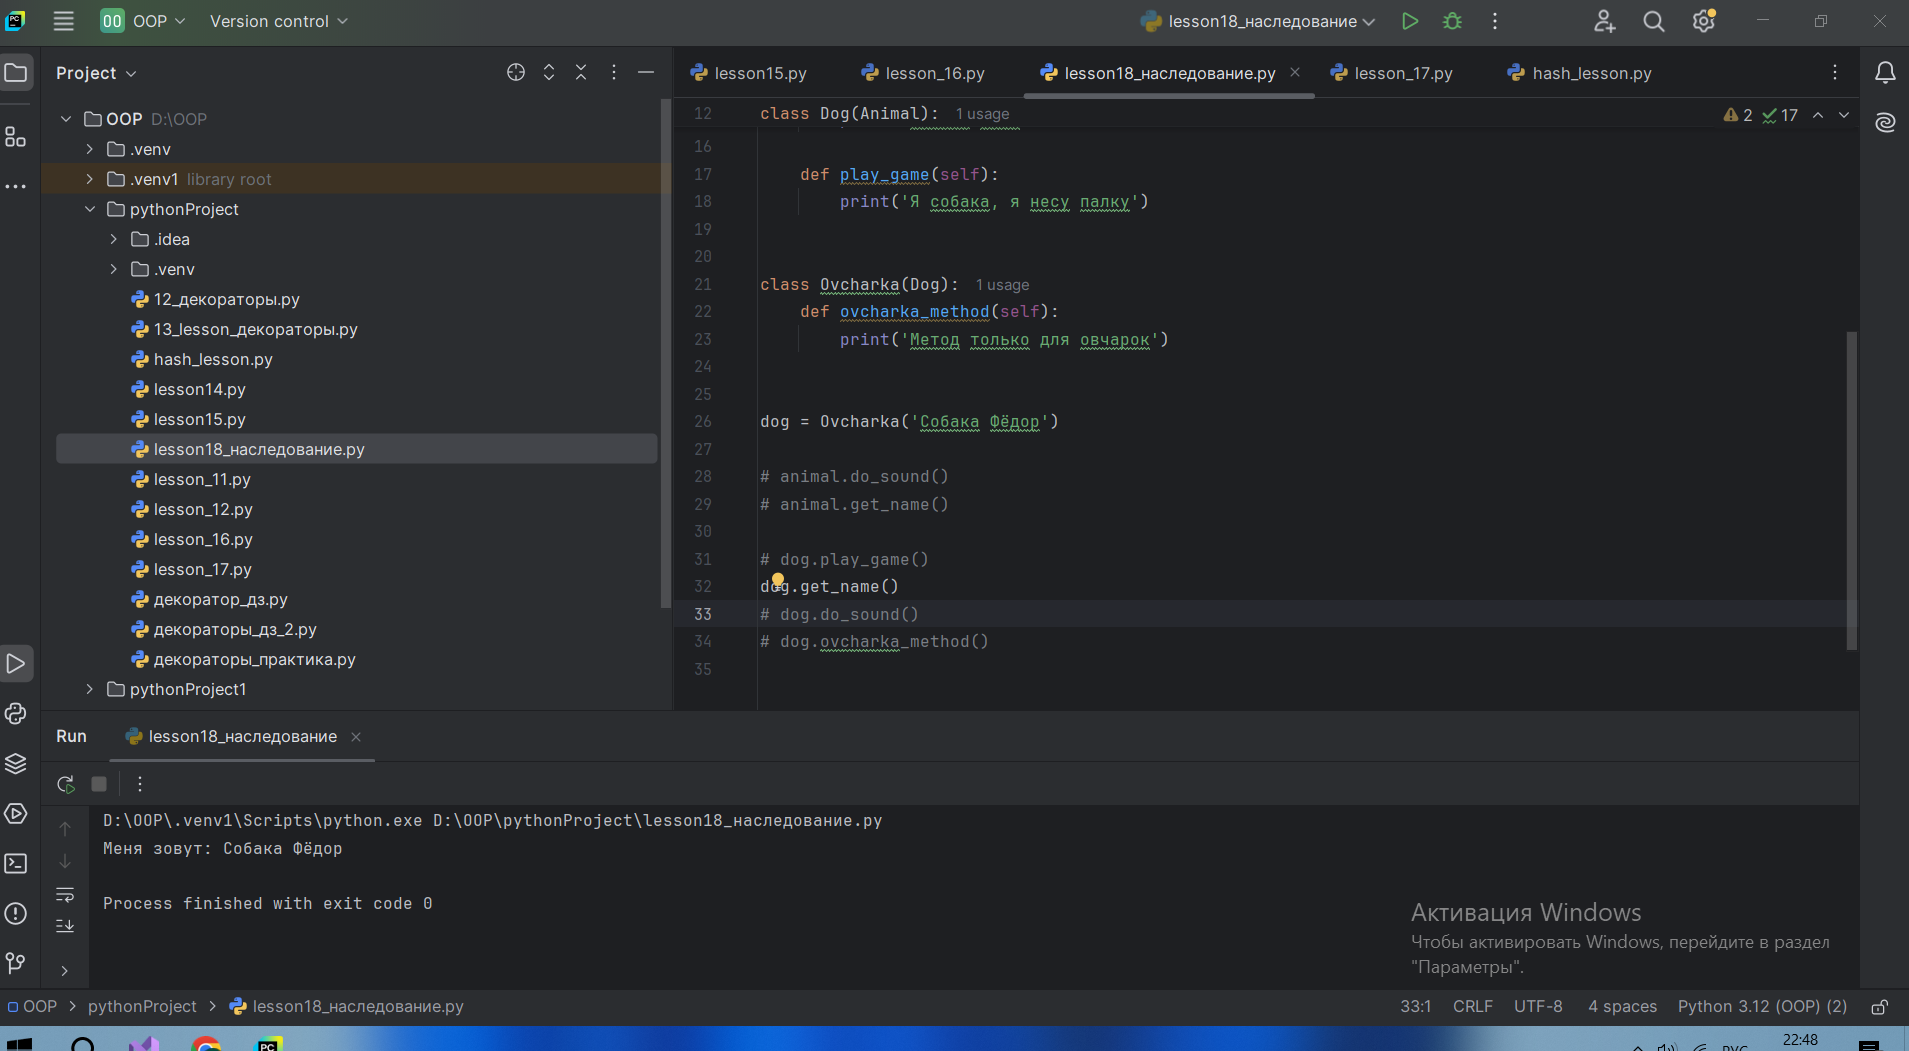 OO OOP Version control lesson18_наследование
Project
lesson15.py lesson_16.py lesson18_наследование.py lesson_17.py hash_lesson.py
OOP D:\OOP
.venv
.venv1 library root
pythonProject
.idea
.venv
12_декораторы.py
13_lesson_декораторы.py
hash_lesson.py
lesson14.py
lesson15.py
lesson18_наследование.py
lesson_11.py
lesson_12.py
lesson_16.py
lesson_17.py
декоратор_дз.py
декораторы_дз_2.py
декораторы_практика.py
pythonProject1
12 class Dog(Animal): 1 usage
2 17
16
17 def play_game(self):
18 print('Я собака, я несу палку')
19
20
21 class Ovcharka(Dog): 1 usage
22 def ovcharka_method(self):
23 print('Метод только для овчарок')
24
25
26 dog = Ovcharka('Собака Фёдор')
27
28 # animal.do_sound()
29 # animal.get_name()
30
31 # dog.play_game()
32 dog.get_name()
33 # dog.do_sound()
34 # dog.ovcharka_method()
35
Run lesson18_наследование
D:\OOP\.venv1\Scripts\python.exe D:\OOP\pythonProject\lesson18_наследование.py
Меня зовут: Собака Фёдор
Process finished with exit code 0
Активация Windows
Чтобы активировать Windows, перейдите в раздел
"Параметры".
OOP pythonProject lesson18_наследование.py
33:1 CRLF UTF-8 4 spaces Python 3.12 (OOP) (2)
PC
РУС
22:48